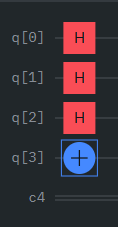 q[0] H
q[1] H
q[2] H
q[3] +
c4